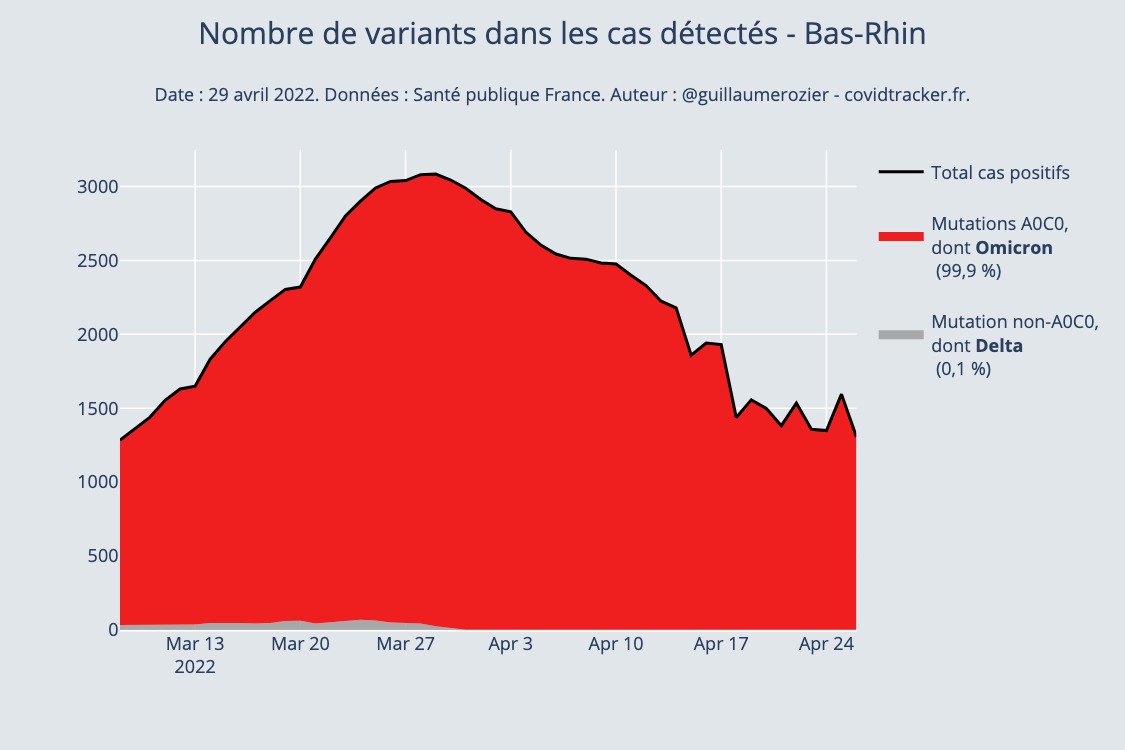 Nombre de variants dans les cas détectés - Bas-Rhin
Date : 29 avril 2022. Données : Santé publique France. Auteur : @guillaumerozier - covidtracker.fr.
3000
2500
2000
1500
1000
500
0
Mar 13
2022
Mar 20
Mar 27
Apr 3
Apr 10
Apr 17
Apr 24
Total cas positifs
Mutations A0C0,
dont Omicron
(99,9 %)
Mutation non-A0C0,
dont Delta
(0,1 %)